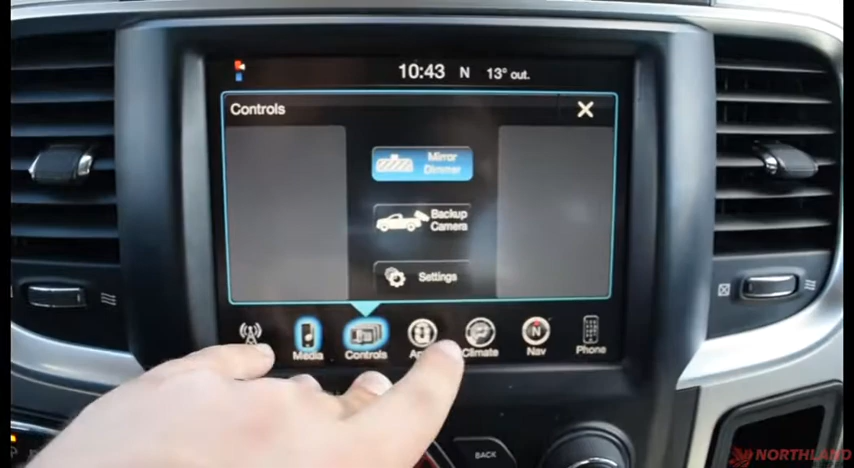 10:43 N 13° out.
Controls
Mirror
Dimmer
Backup
Camera
Settings
Media
Controls
Climate
Nav
Phone
N
BACK
NORTHLAND